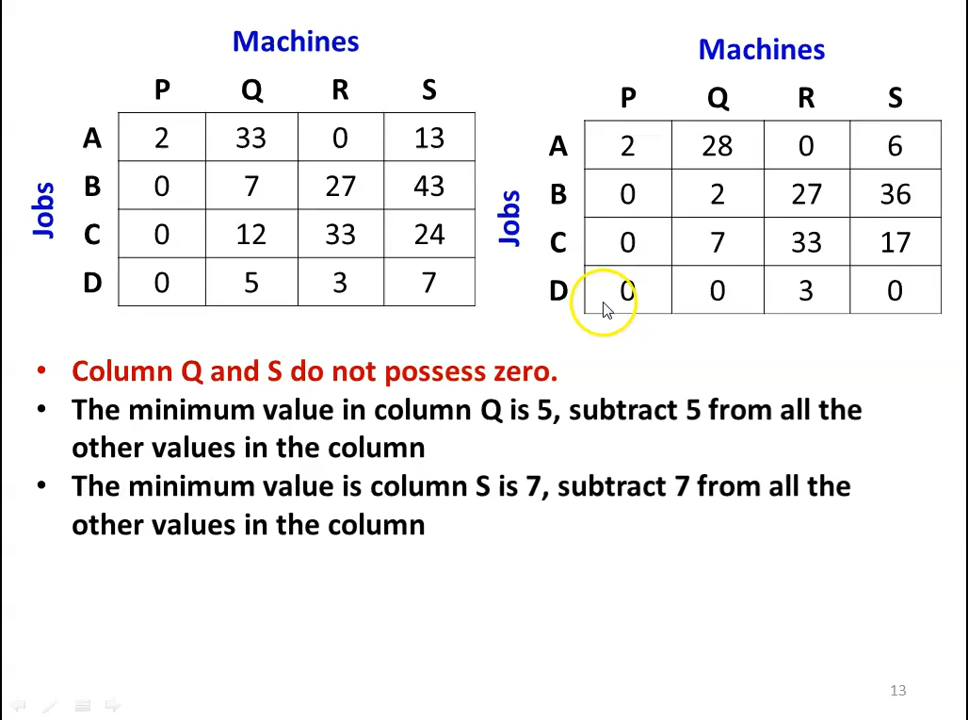 Machines
P Q R S
Jobs
A 2 33 0 13
B 0 7 27 43
C 0 12 33 24
D 0 5 3 7
Machines
P Q R S
Jobs
A 2 28 0 6
B 0 2 27 36
C 0 7 33 17
D 0 0 3 0
• Column Q and S do not possess zero.
• The minimum value in column Q is 5, subtract 5 from all the
other values in the column
• The minimum value is column S is 7, subtract 7 from all the
other values in the column
13